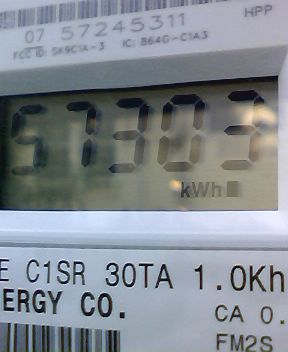 HPP
07 57245311
FCC ID: SK9C1A-3 IC: 864G-C1A3
57303
kWh
E C1SR 30TA 1.0Kh
ERGY CO.
CA 0.
FM2S